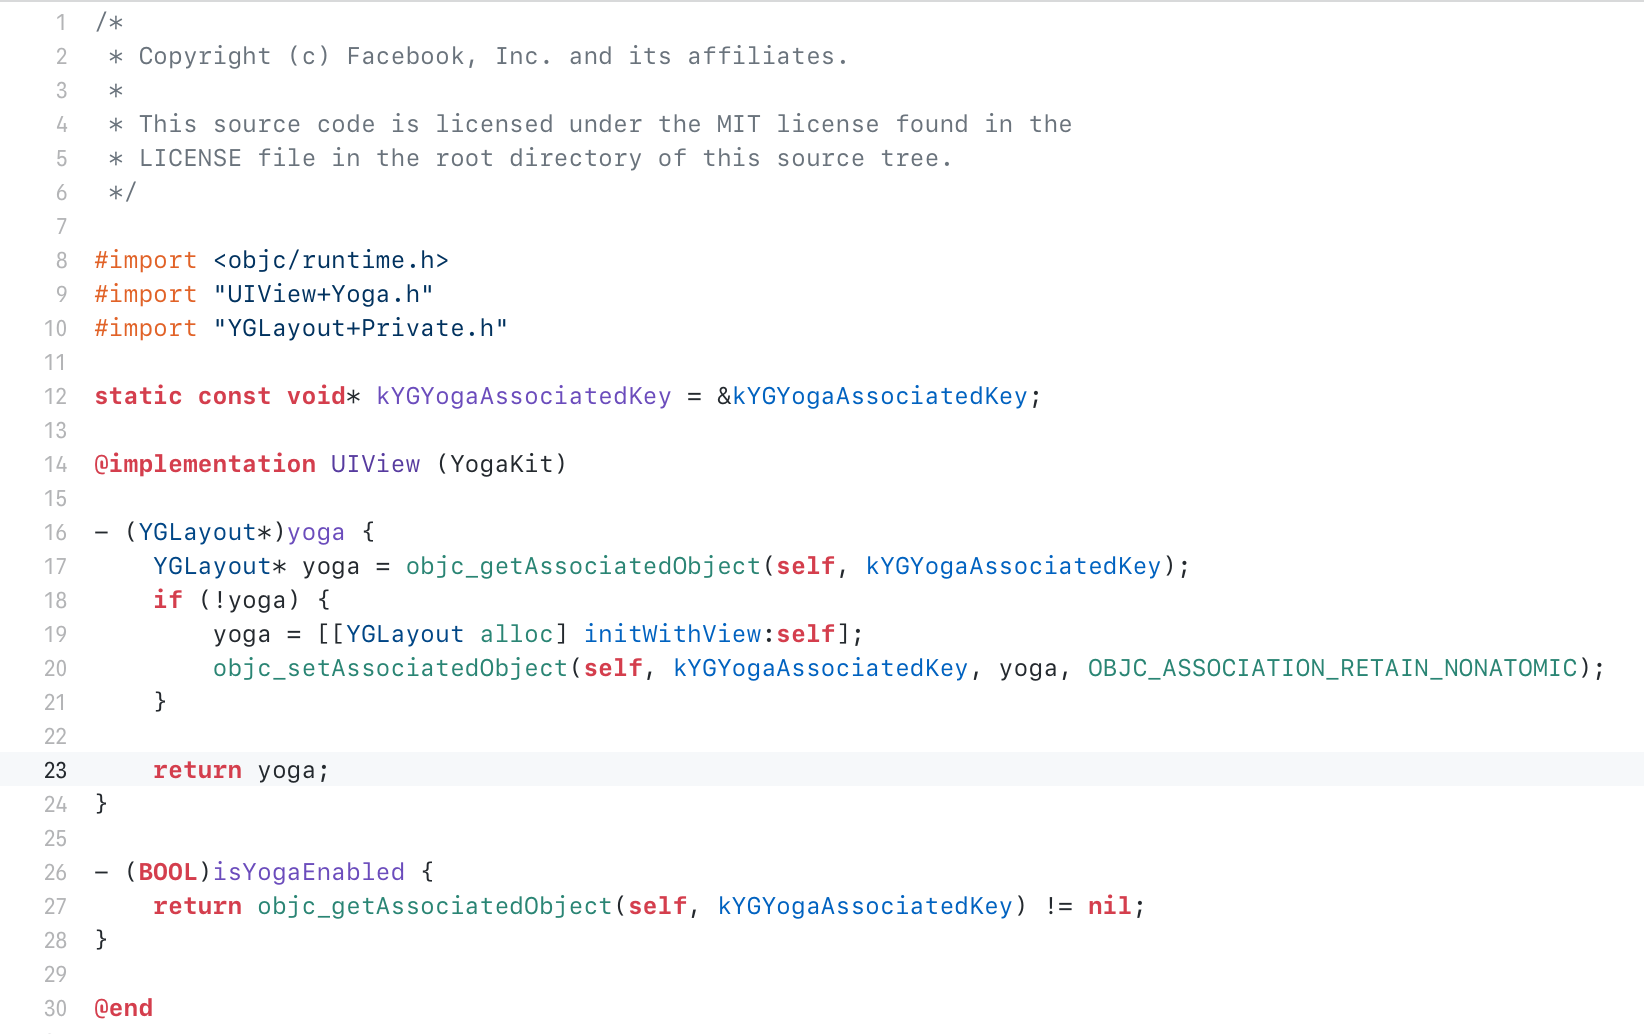 1 /*
2  * Copyright (c) Facebook, Inc. and its affiliates.
3  *
4  * This source code is licensed under the MIT license found in the
5  * LICENSE file in the root directory of this source tree.
6  */
7
8 #import <objc/runtime.h>
9 #import "UIView+Yoga.h"
10 #import "YGLayout+Private.h"
11
12 static const void* kYGYogaAssociatedKey = &kYGYogaAssociatedKey;
13
14 @implementation UIView (YogaKit)
15
16 – (YGLayout*)yoga {
17     YGLayout* yoga = objc_getAssociatedObject(self, kYGYogaAssociatedKey);
18     if (!yoga) {
19         yoga = [[YGLayout alloc] initWithView:self];
20         objc_setAssociatedObject(self, kYGYogaAssociatedKey, yoga, OBJC_ASSOCIATION_RETAIN_NONATOMIC);
21     }
22
23     return yoga;
24 }
25
26 – (BOOL)isYogaEnabled {
27     return objc_getAssociatedObject(self, kYGYogaAssociatedKey) != nil;
28 }
29
30 @end